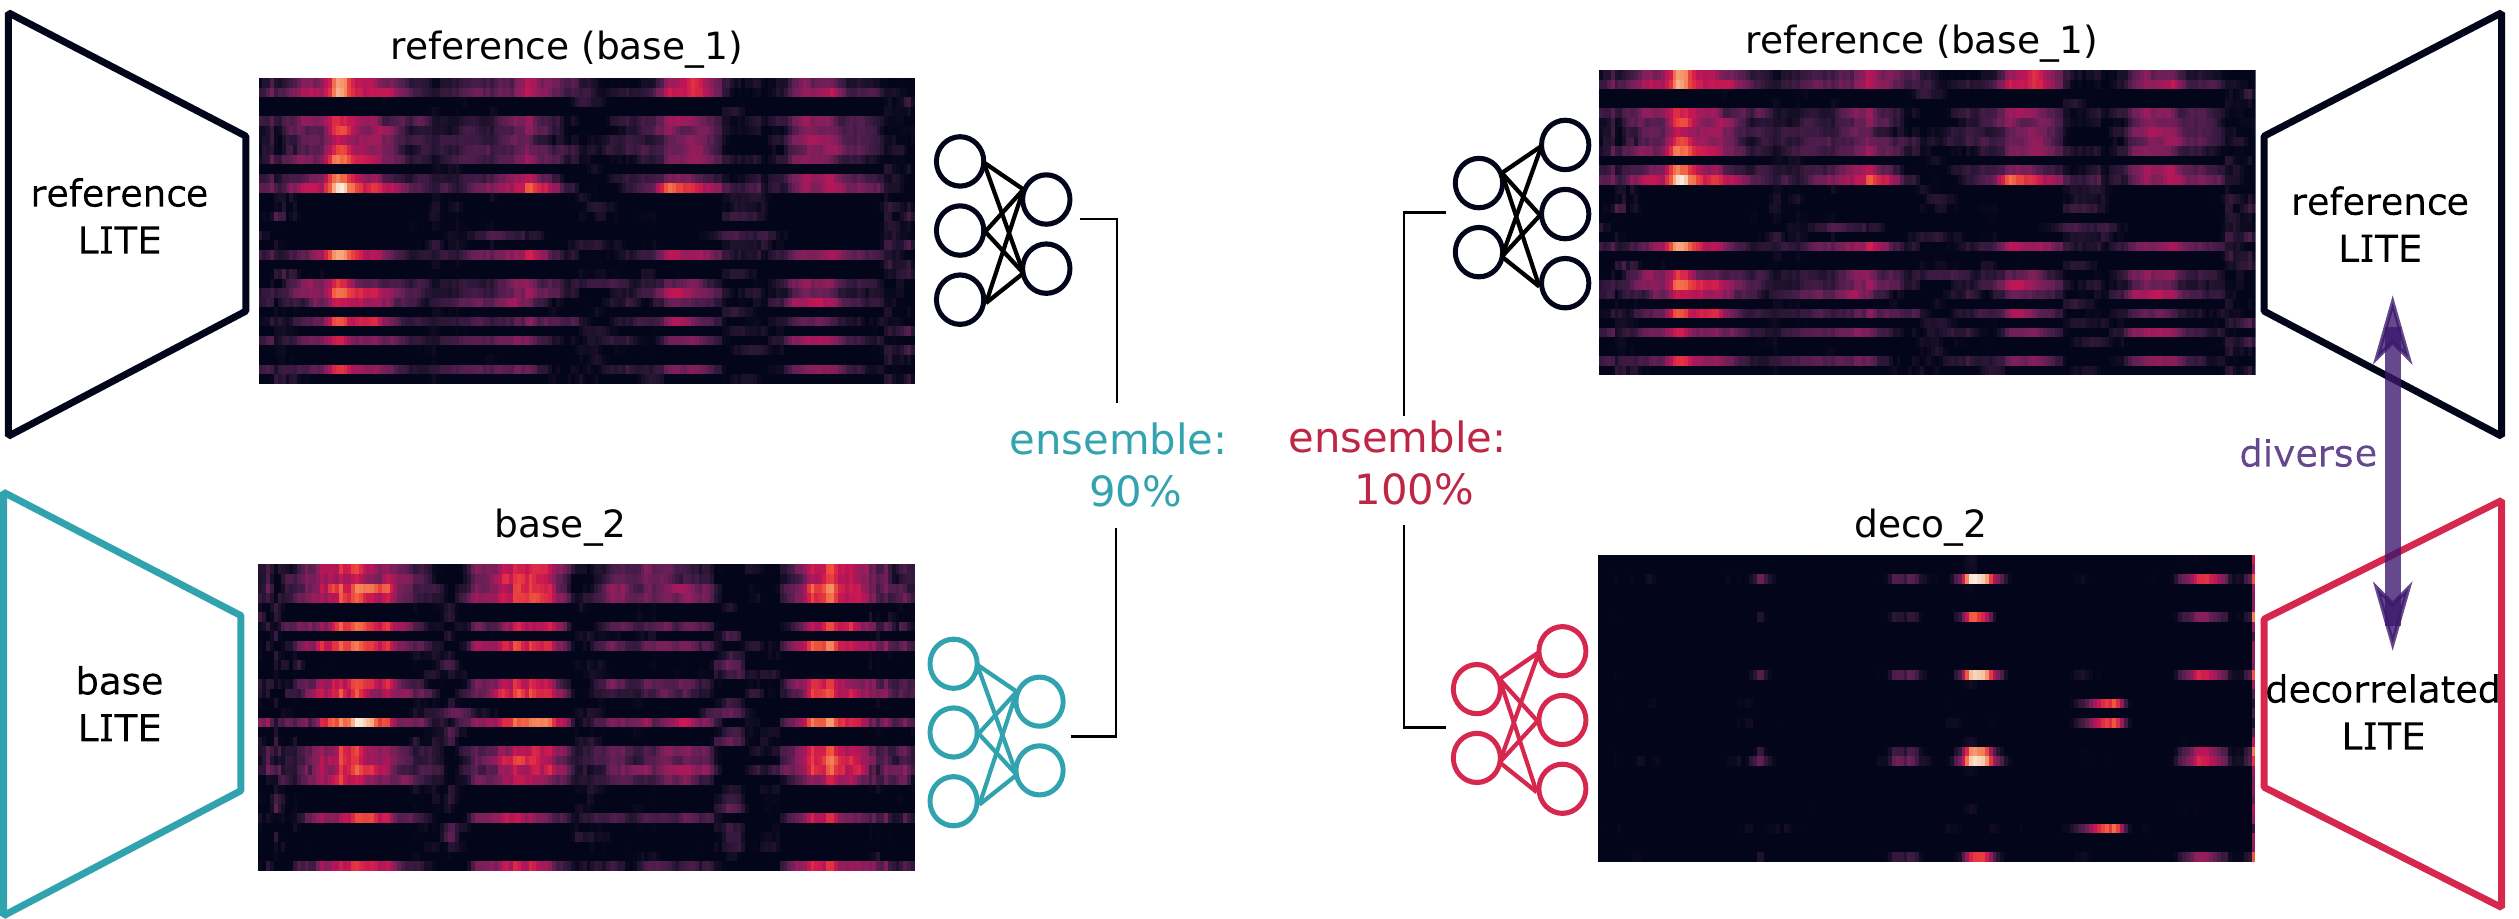 reference (base_1)
reference
LITE
ensemble:
90%
base_2
base
LITE
reference (base_1)
reference
LITE
ensemble:
100%
diverse
deco_2
decorrelated
LITE